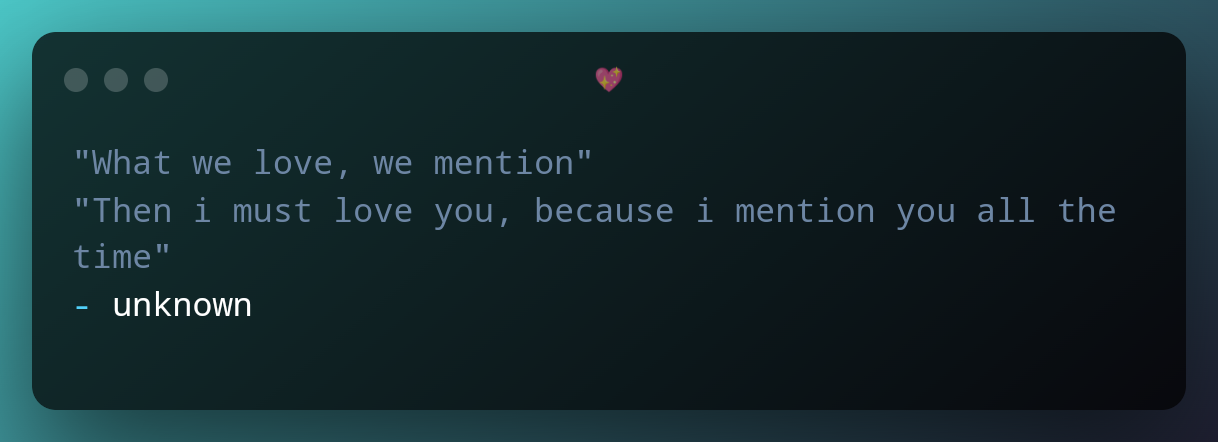 "What we love, we mention"
"Then i must love you, because i mention you all the
time"
- unknown